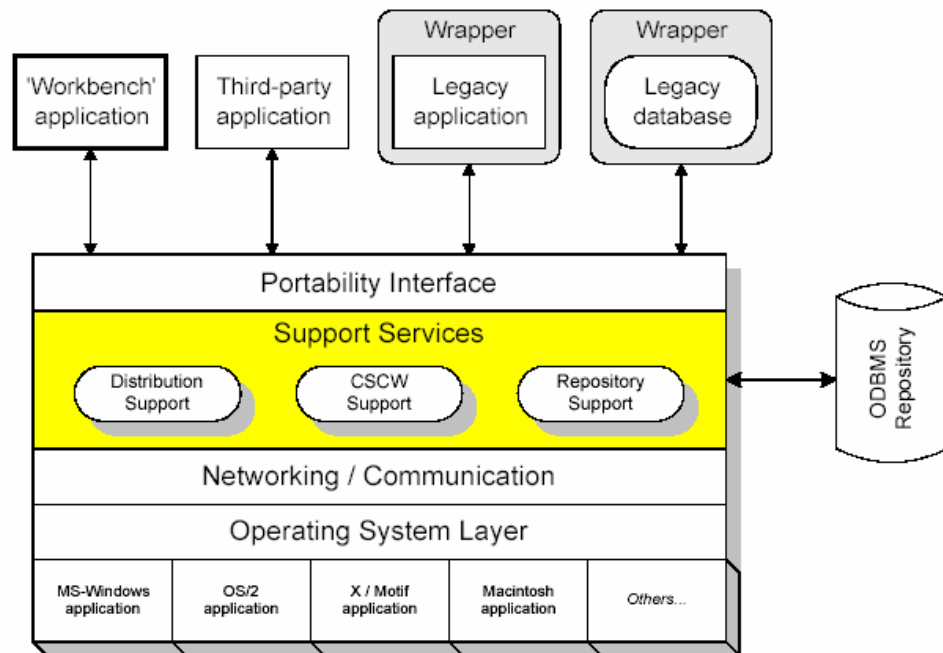 Wrapper
Wrapper
'Workbench'
application
Third-party
application
Legacy
application
Legacy
database
Portability Interface
Support Services
Distribution
Support
CSCW
Support
Repository
Support
ODBMS
Repository
Networking / Communication
Operating System Layer
MS-Windows
application
OS/2
application
X / Motif
application
Macintosh
application
Others...